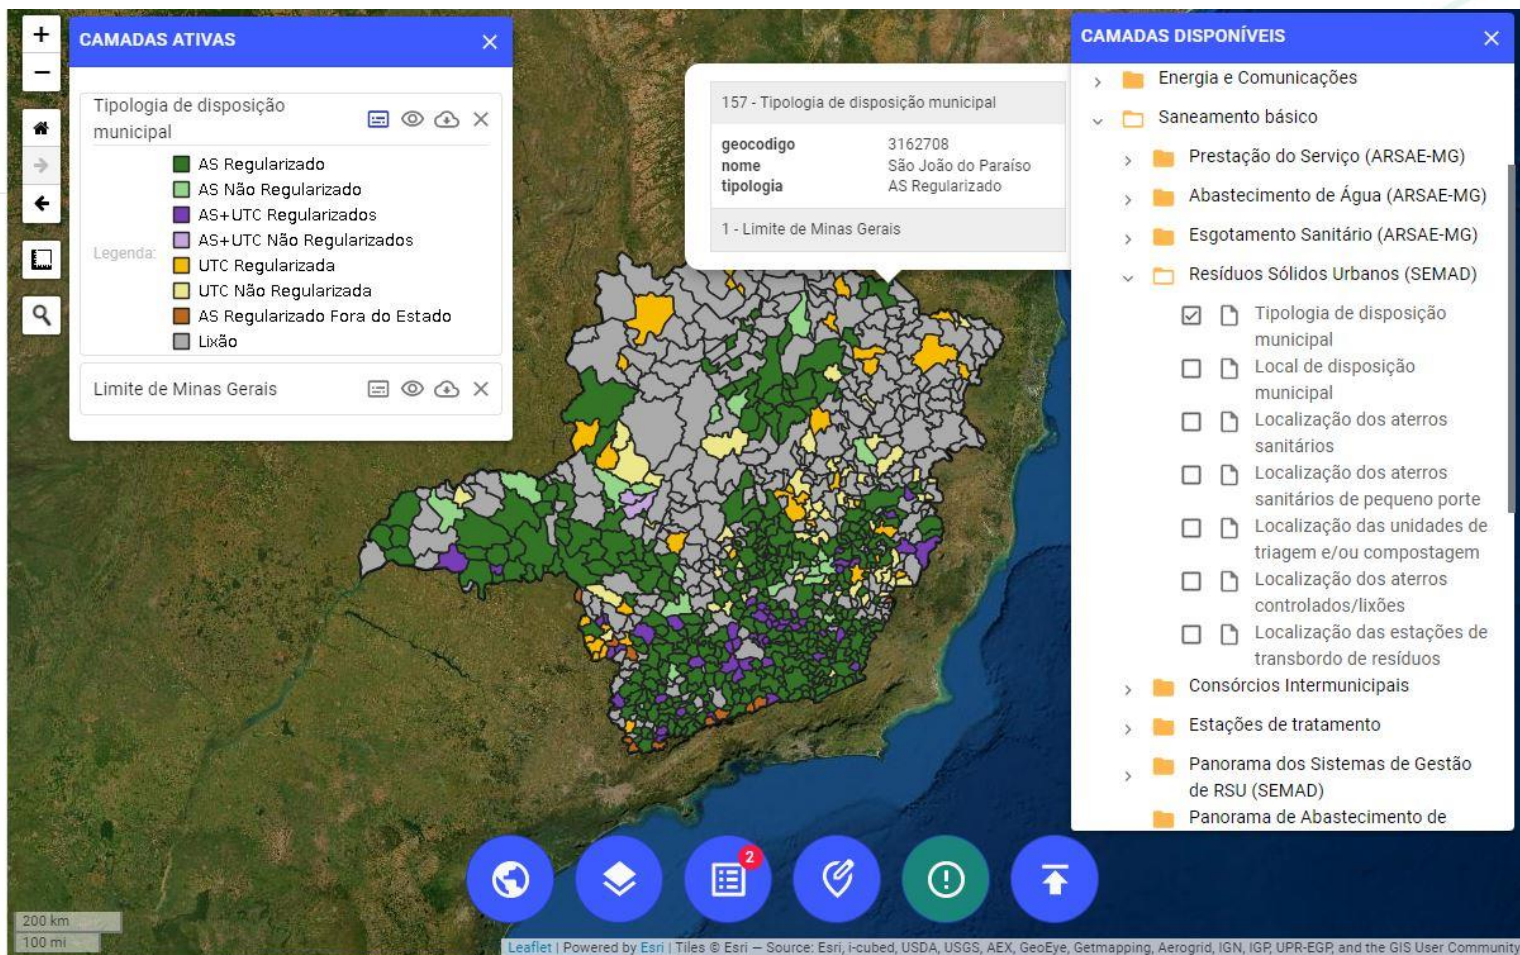 CAMADAS ATIVAS
Tipologia de disposição
municipal
Legenda:
AS Regularizado
AS Não Regularizado
AS+UTC Regularizados
AS+UTC Não Regularizados
UTC Regularizada
UTC Não Regularizada
AS Regularizado Fora do Estado
Lixão
Limite de Minas Gerais
157 - Tipologia de disposição municipal
geocodigo 3162708
nome São João do Paraíso
tipologia AS Regularizado
1 - Limite de Minas Gerais
CAMADAS DISPONÍVEIS
Energia e Comunicações
Saneamento básico
Prestação do Serviço (ARSAE-MG)
Abastecimento de Água (ARSAE-MG)
Esgotamento Sanitário (ARSAE-MG)
Resíduos Sólidos Urbanos (SEMAD)
Tipologia de disposição
municipal
Local de disposição
municipal
Localização dos aterros
sanitários
Localização dos aterros
sanitários de pequeno porte
Localização das unidades de
triagem e/ou compostagem
Localização dos aterros
controlados/lixões
Localização das estações de
transbordo de resíduos
Consórcios Intermunicipais
Estações de tratamento
Panorama dos Sistemas de Gestão
de RSU (SEMAD)
Panorama de Abastecimento de
2
200 km
100 mi
Leaflet | Powered by Esri | Tiles © Esri — Source: Esri, i-cubed, USDA, USGS, AEX, GeoEye, Getmapping, Aerogrid, IGN, IGP, UPR-EGP, and the GIS User Community